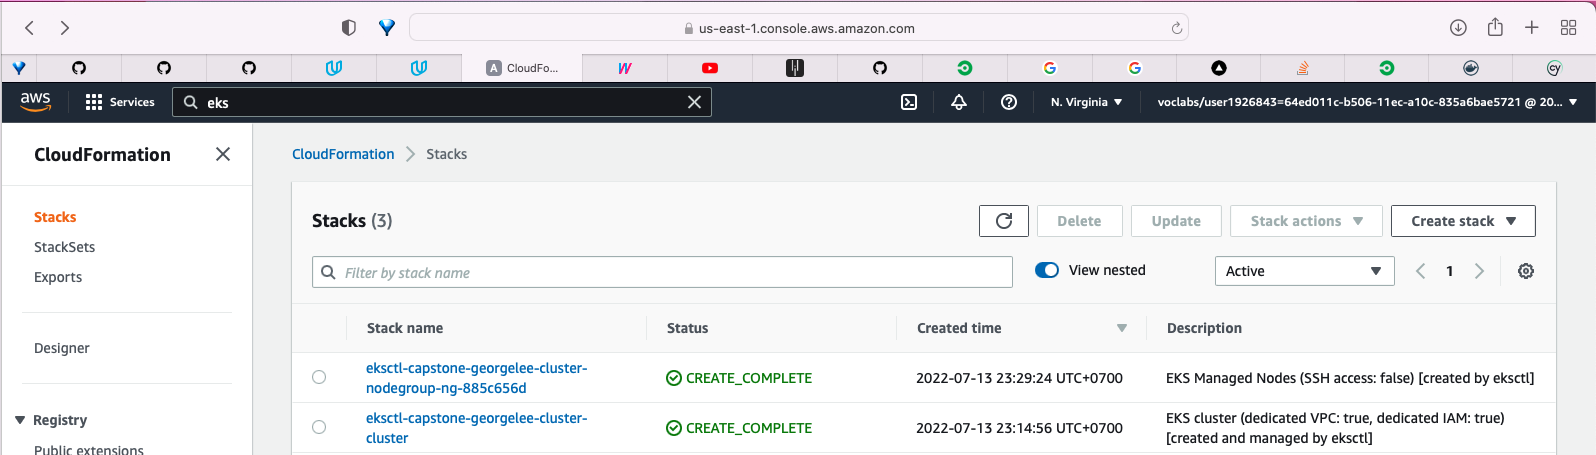 us-east-1.console.aws.amazon.com
A CloudFo...
aws Services eks N. Virginia voclabs/user1926843=64ed011c-b506-11ec-a10c-835a6bae5721 @ 20...
CloudFormation
Stacks
StackSets
Exports
Designer
Registry
Public extensions
CloudFormation Stacks
Stacks (3) Delete Update Stack actions Create stack
Filter by stack name View nested Active 1
Stack name Status Created time Description
eksctl-capstone-georgelee-cluster-
nodegroup-ng-885c656d
CREATE_COMPLETE
2022-07-13 23:29:24 UTC+0700
EKS Managed Nodes (SSH access: false) [created by eksctl]
eksctl-capstone-georgelee-cluster-
cluster
CREATE_COMPLETE
2022-07-13 23:14:56 UTC+0700
EKS cluster (dedicated VPC: true, dedicated IAM: true)
[created and managed by eksctl]